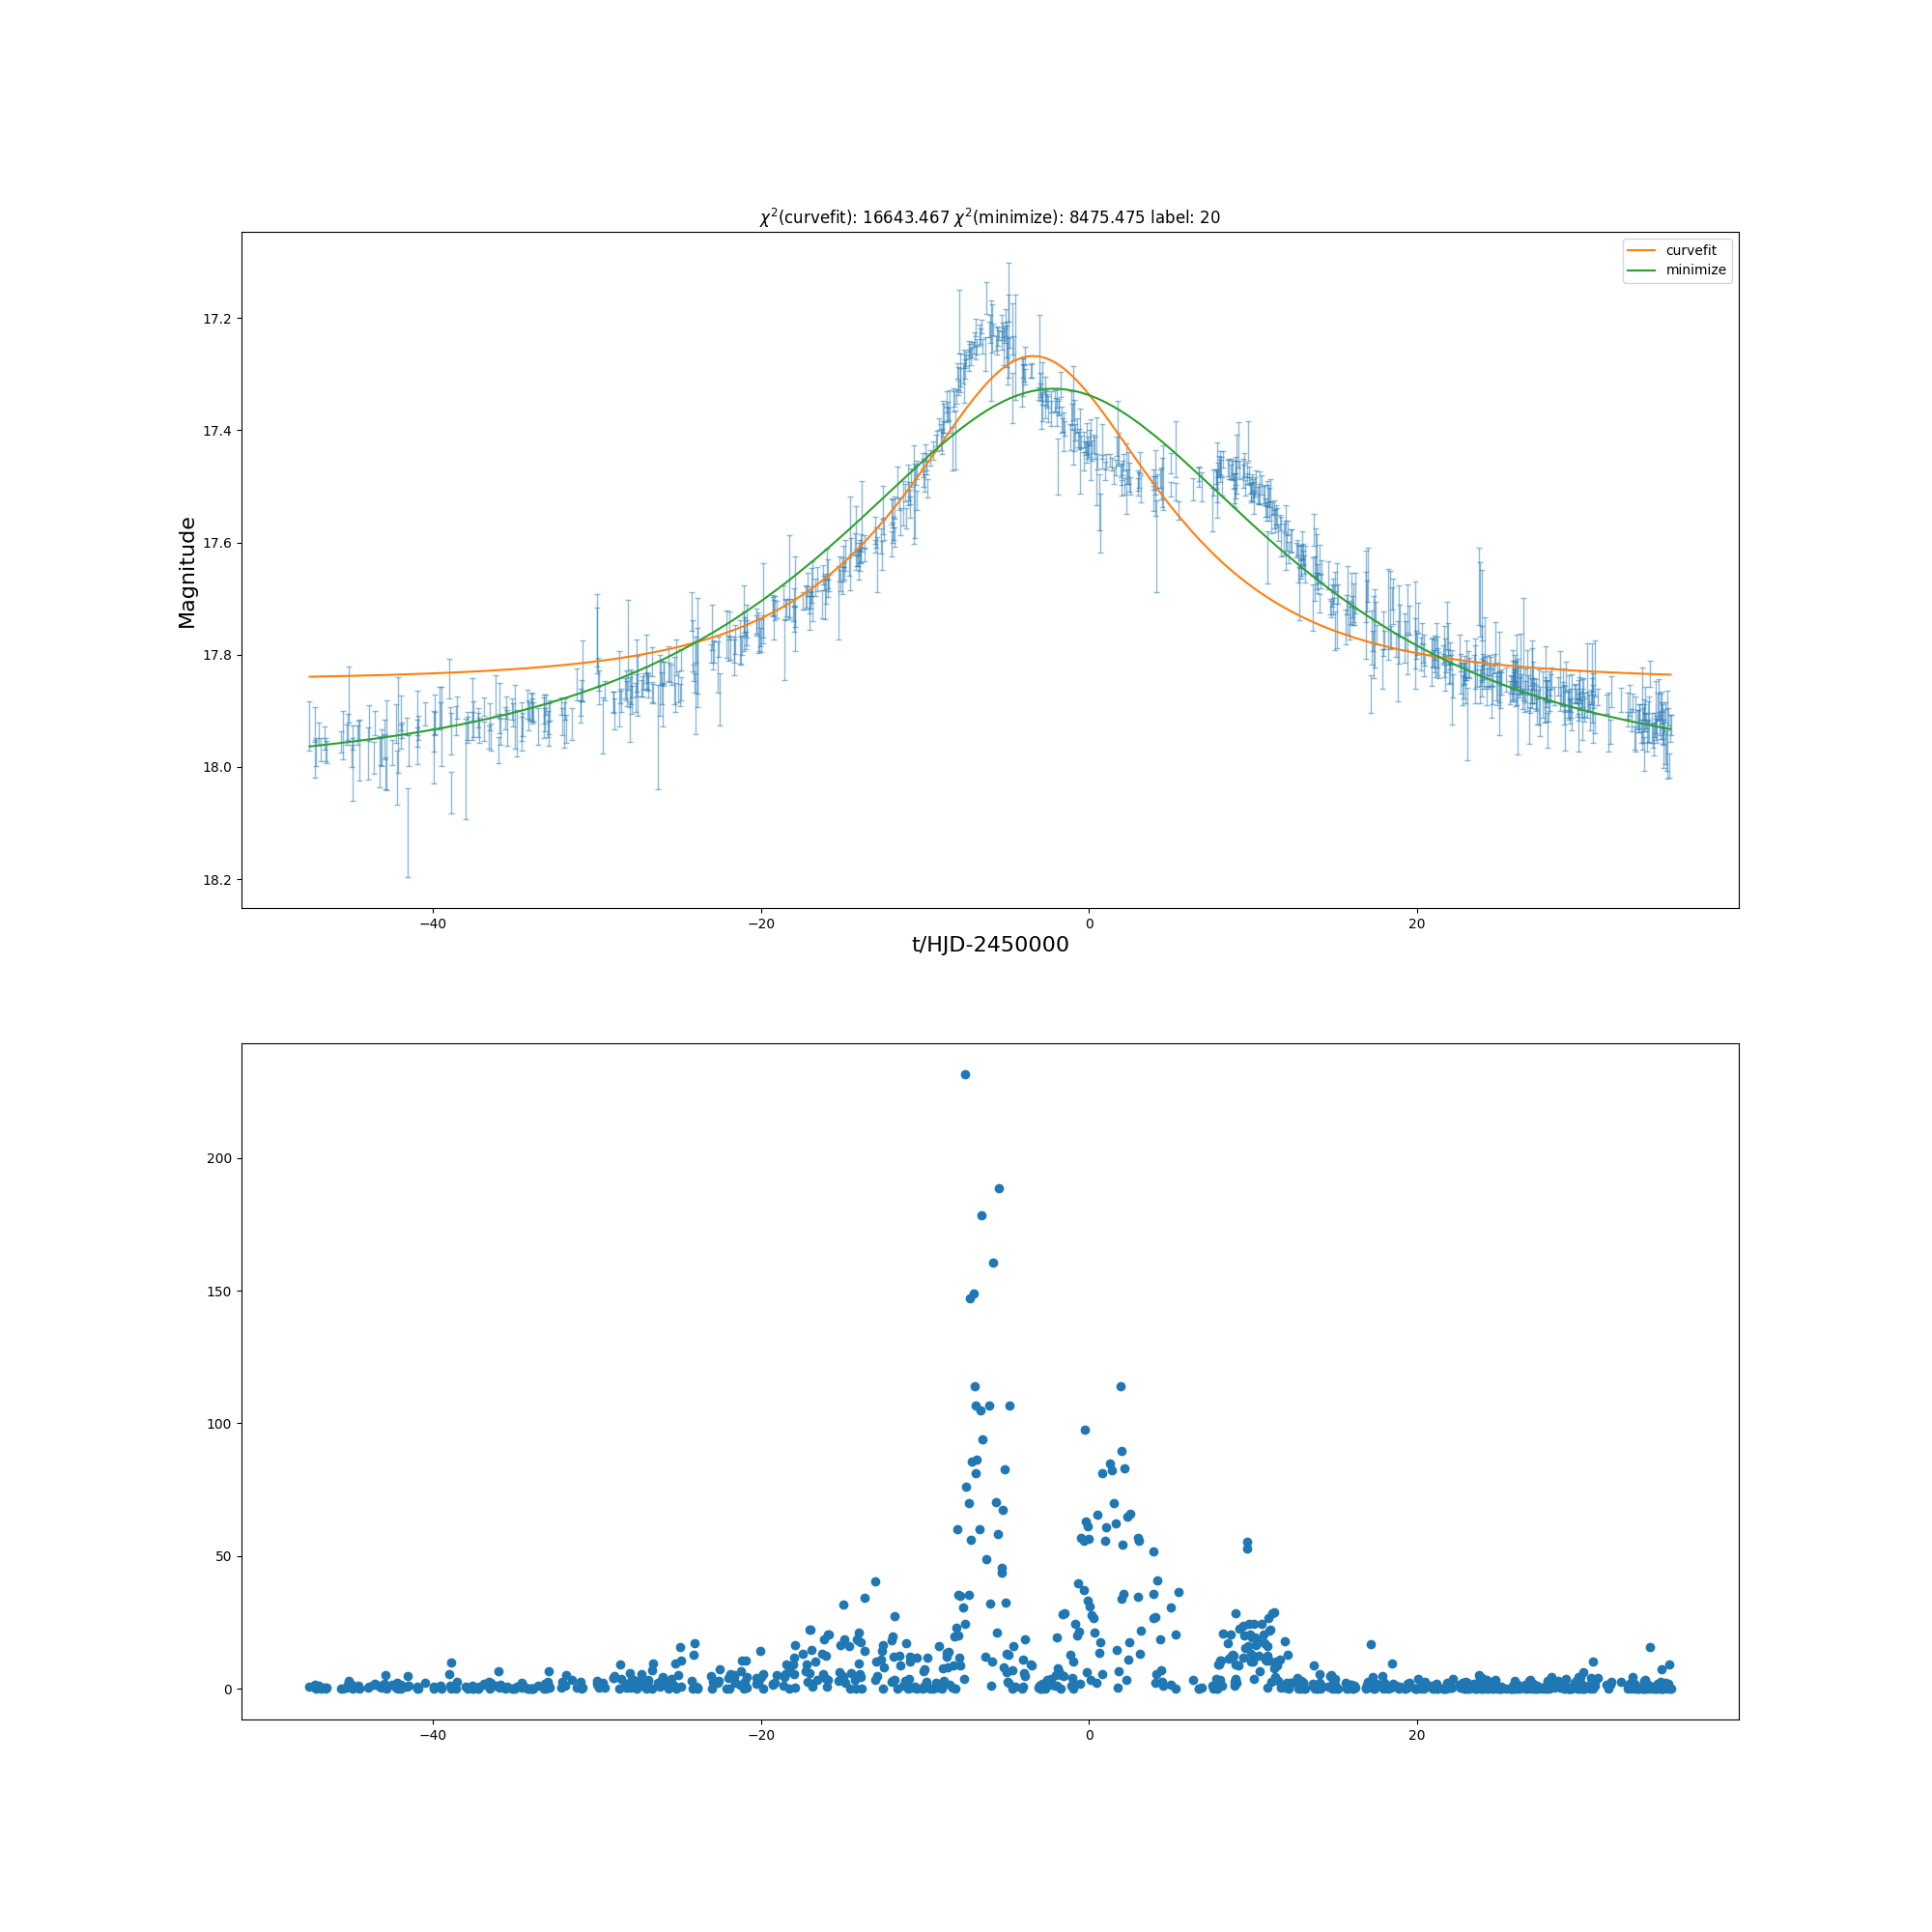 χ²(curvefit): 16643.467 χ²(minimize): 8475.475 label: 20
curvefit
minimize
Magnitude
17.2
17.4
17.6
17.8
18.0
18.2
−40 −20 0 20
t/HJD-2450000
200
150
100
50
0
−40 −20 0 20